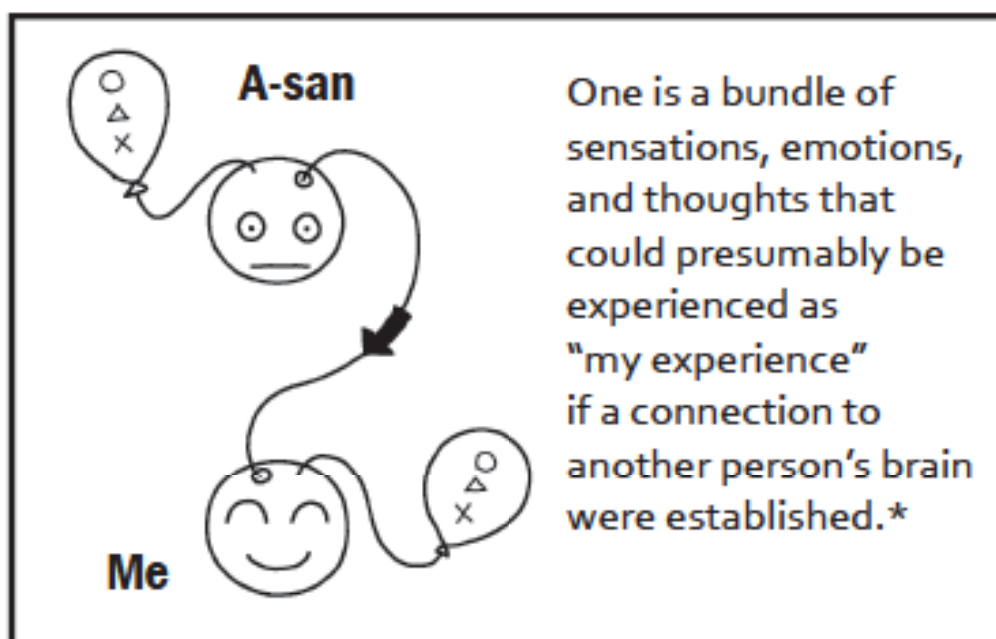 A-san
One is a bundle of
sensations, emotions,
and thoughts that
could presumably be
experienced as
“my experience”
if a connection to
another person’s brain
were established.*
Me